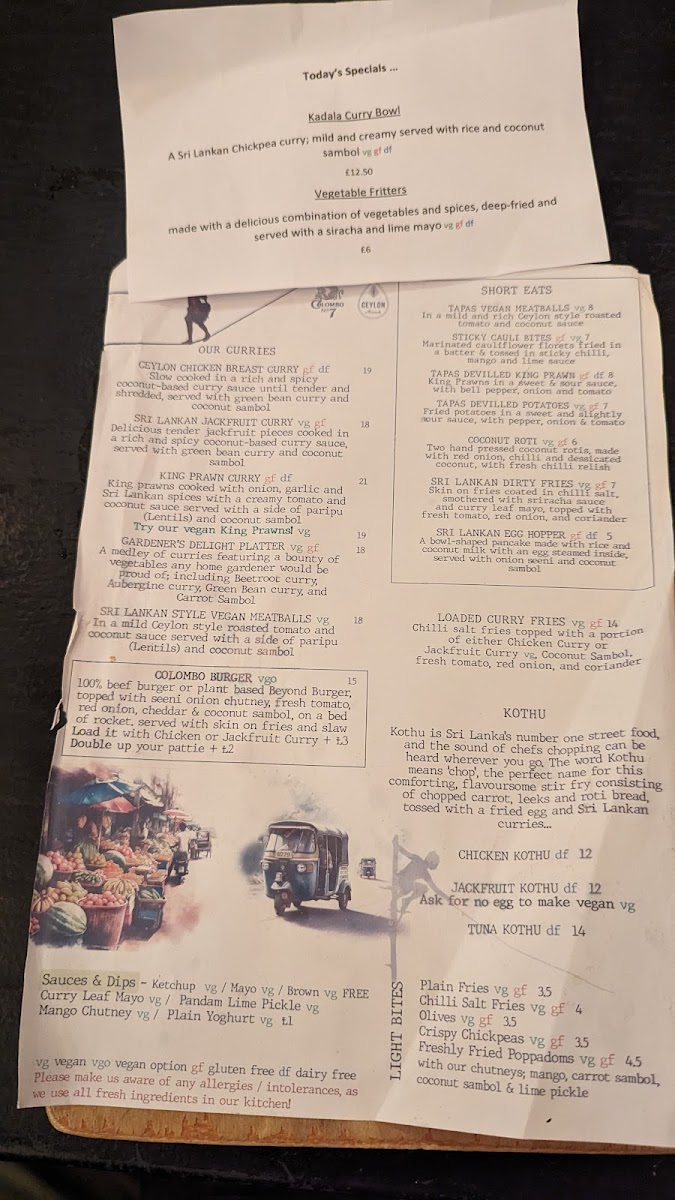 Today's Specials ...
Kadala Curry Bowl
A Sri Lankan Chickpea curry; mild and creamy served with rice and coconut
sambol vg gf df
£12.50
Vegetable Fritters
made with a delicious combination of vegetables and spices, deep-fried and
served with a siracha and lime mayo vg gf df
£6
COLOMBO
7
CEYLON
OUR CURRIES
CEYLON CHICKEN BREAST CURRY gf df 19
Slow cooked in a rich and spicy
coconut-based curry sauce until tender and
shredded, served with green bean curry and
coconut sambol
SRI LANKAN JACKFRUIT CURRY vg gf 18
Delicious tender jackfruit pieces cooked in
a rich and spicy coconut-based curry sauce,
served with green bean curry and coconut
sambol
KING PRAWN CURRY gf df 21
King prawns cooked with onion, garlic and
Sri Lankan spices with a creamy tomato and
coconut sauce served with a side of paripu
(Lentils) and coconut sambol
Try our vegan King Prawns! vg 19
GARDENER'S DELIGHT PLATTER vg gf 18
A medley of curries featuring a bounty of
vegetables any home gardener would be
proud of; including Beetroot curry,
Aubergine curry, Green Bean curry, and
Carrot Sambol
SRI LANKAN STYLE VEGAN MEATBALLS vg 18
In a mild Ceylon style roasted tomato and
coconut sauce served with a side of paripu
(Lentils) and coconut sambol
COLOMBO BURGER vgo 15
100% beef burger or plant based Beyond Burger,
topped with seeni onion chutney, fresh tomato,
red onion, cheddar & coconut sambol, on a bed
of rocket. served with skin on fries and slaw
Load it with Chicken or Jackfruit Curry + £3
Double up your pattie + £2
Sauces & Dips - Ketchup vg / Mayo vg / Brown vg FREE
Curry Leaf Mayo vg / Pandam Lime Pickle vg
Mango Chutney vg / Plain Yoghurt vg £1
vg vegan vgo vegan option gf gluten free df dairy free
Please make us aware of any allergies / intolerances, as
we use all fresh ingredients in our kitchen!
SHORT EATS
TAPAS VEGAN MEATBALLS vg 8
In a mild and rich Ceylon style roasted
tomato and coconut sauce
STICKY CAULI BITES gf vg 7
Marinated cauliflower florets fried in
a batter & tossed in sticky chilli,
mango and lime sauce
TAPAS DEVILLED KING PRAWN gf df 8
King Prawns in a sweet & sour sauce,
with bell pepper, onion and tomato
TAPAS DEVILLED POTATOES vg gf 7
Fried potatoes in a sweet and slightly
sour sauce, with pepper, onion & tomato
COCONUT ROTI vg gf 6
Two hand pressed coconut rotis, made
with red onion, chilli and dessicated
coconut, with fresh chilli relish
SRI LANKAN DIRTY FRIES vg gf 7
Skin on fries coated in chilli salt,
smothered with sriracha sauce
and curry leaf mayo, topped with
fresh tomato, red onion, and coriander
SRI LANKAN EGG HOPPER gf df 5
A bowl-shaped pancake made with rice and
coconut milk with an egg steamed inside,
served with onion seeni and coconut
sambol
LOADED CURRY FRIES vg gf 14
Chilli salt fries topped with a portion
of either Chicken Curry or
Jackfruit Curry vg, Coconut Sambol,
fresh tomato, red onion, and coriander
KOTHU
Kothu is Sri Lanka's number one street food,
and the sound of chefs chopping can be
heard wherever you go. The word Kothu
means 'chop', the perfect name for this
comforting, flavoursome stir fry consisting
of chopped carrot, leeks and roti bread,
tossed with a fried egg and Sri Lankan
curries...
CHICKEN KOTHU df 12
JACKFRUIT KOTHU df 12
Ask for no egg to make vegan vg
TUNA KOTHU df 14
LIGHT BITES
Plain Fries vg gf 3.5
Chilli Salt Fries vg gf 4
Olives vg gf 3.5
Crispy Chickpeas vg gf 3.5
Freshly Fried Poppadoms vg gf 4.5
with our chutneys; mango, carrot sambol,
coconut sambol & lime pickle